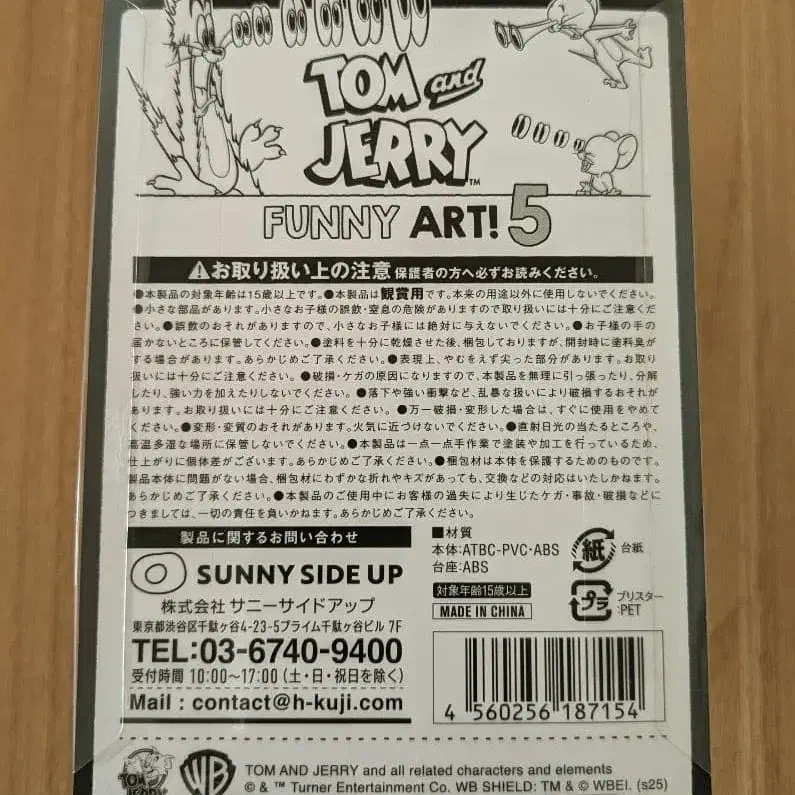 TOM and
JERRY™
FUNNY ART! 5
⚠お取り扱い上の注意 保護者の方へ必ずお読みください。
●本製品の対象年齢は15歳以上です。●本製品は観賞用です。本来の用途以外に使用しないでください。
●小さな部品があります。小さなお子様の誤飲・窒息の危険がありますので取り扱いには十分にご注意くださ
い。●誤飲のおそれがありますので、小さなお子様には絶対に与えないでください。●お子様の手の
届かないところに保管してください。●塗料を十分に乾燥させた後、梱包しておりますが、開封時に塗料臭が
する場合があります。あらかじめご了承ください。●表現上、やむをえず尖った部分があります。お取り
扱いには十分にご注意ください。●破損・ケガの原因になりますので、本製品を無理に引っ張ったり、分解
したり、強い力を加えたりしないでください。●落下や強い衝撃など、乱暴な扱いにより破損するおそれが
あります。お取り扱いには十分にご注意ください。●万一破損・変形した場合は、すぐに使用をやめて
ください。●変形・変質のおそれがあります。火気に近づけないでください。●直射日光の当たるところや、
高温多湿な場所に保管しないでください。●本製品は一点一点手作業で塗装や加工を行っているため、
仕上がりに個体差がございます。あらかじめご了承ください。●梱包材は本体を保護するためのものです。
製品本体に問題がない場合、梱包材にわずかな折れやキズがあっても、交換などの対応はいたしかねます。
あらかじめご了承ください。●本製品のご使用中にお客様の過失により生じたケガ・事故・破損などに
つきましては、一切の責任を負いかねます。あらかじめご了承ください。
製品に関するお問い合わせ
SUNNY SIDE UP
株式会社 サニーサイドアップ
東京都渋谷区千駄ヶ谷4-23-5プライム千駄ヶ谷ビル 7F
TEL:03-6740-9400
受付時間 10:00〜17:00 (土・日・祝日を除く)
Mail : contact@h-kuji.com
■材質
本体:ATBC-PVC・ABS
台座:ABS
対象年齢15歳以上
MADE IN CHINA
紙 台紙
プラ ブリスター
:PET
4 560256 187154
TOM and
JERRY
WB
TOM AND JERRY and all related characters and elements
© & ™ Turner Entertainment Co. WB SHIELD: TM & © WBEI. (s25)